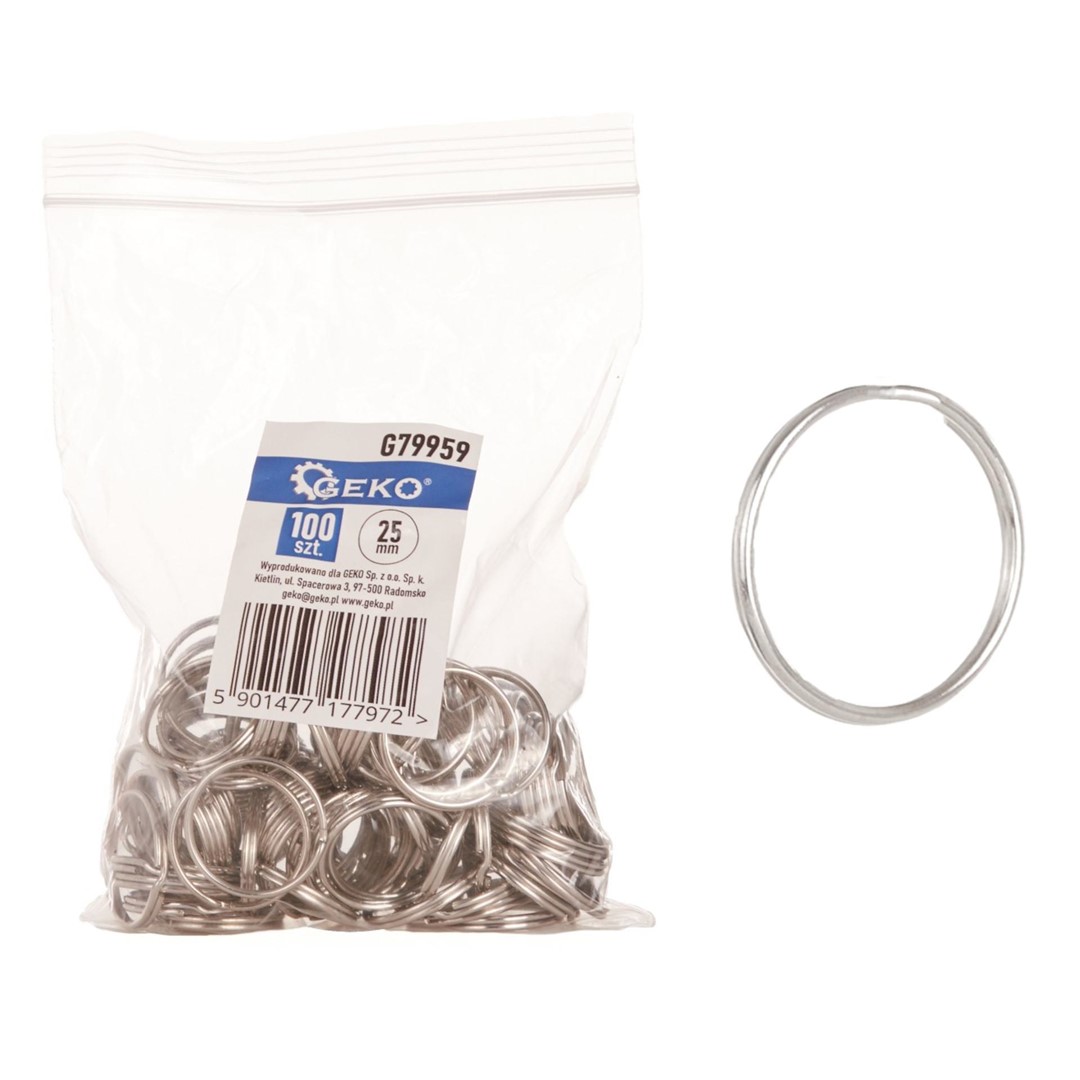 G79959
GEKO®
100
szt.
25
mm
Wyprodukowano dla GEKO Sp. z o.o. Sp. k.
Kietlin, ul. Spacerowa 3, 97-500 Radomsko
geko@geko.pl www.geko.pl
5 901477 177972 >